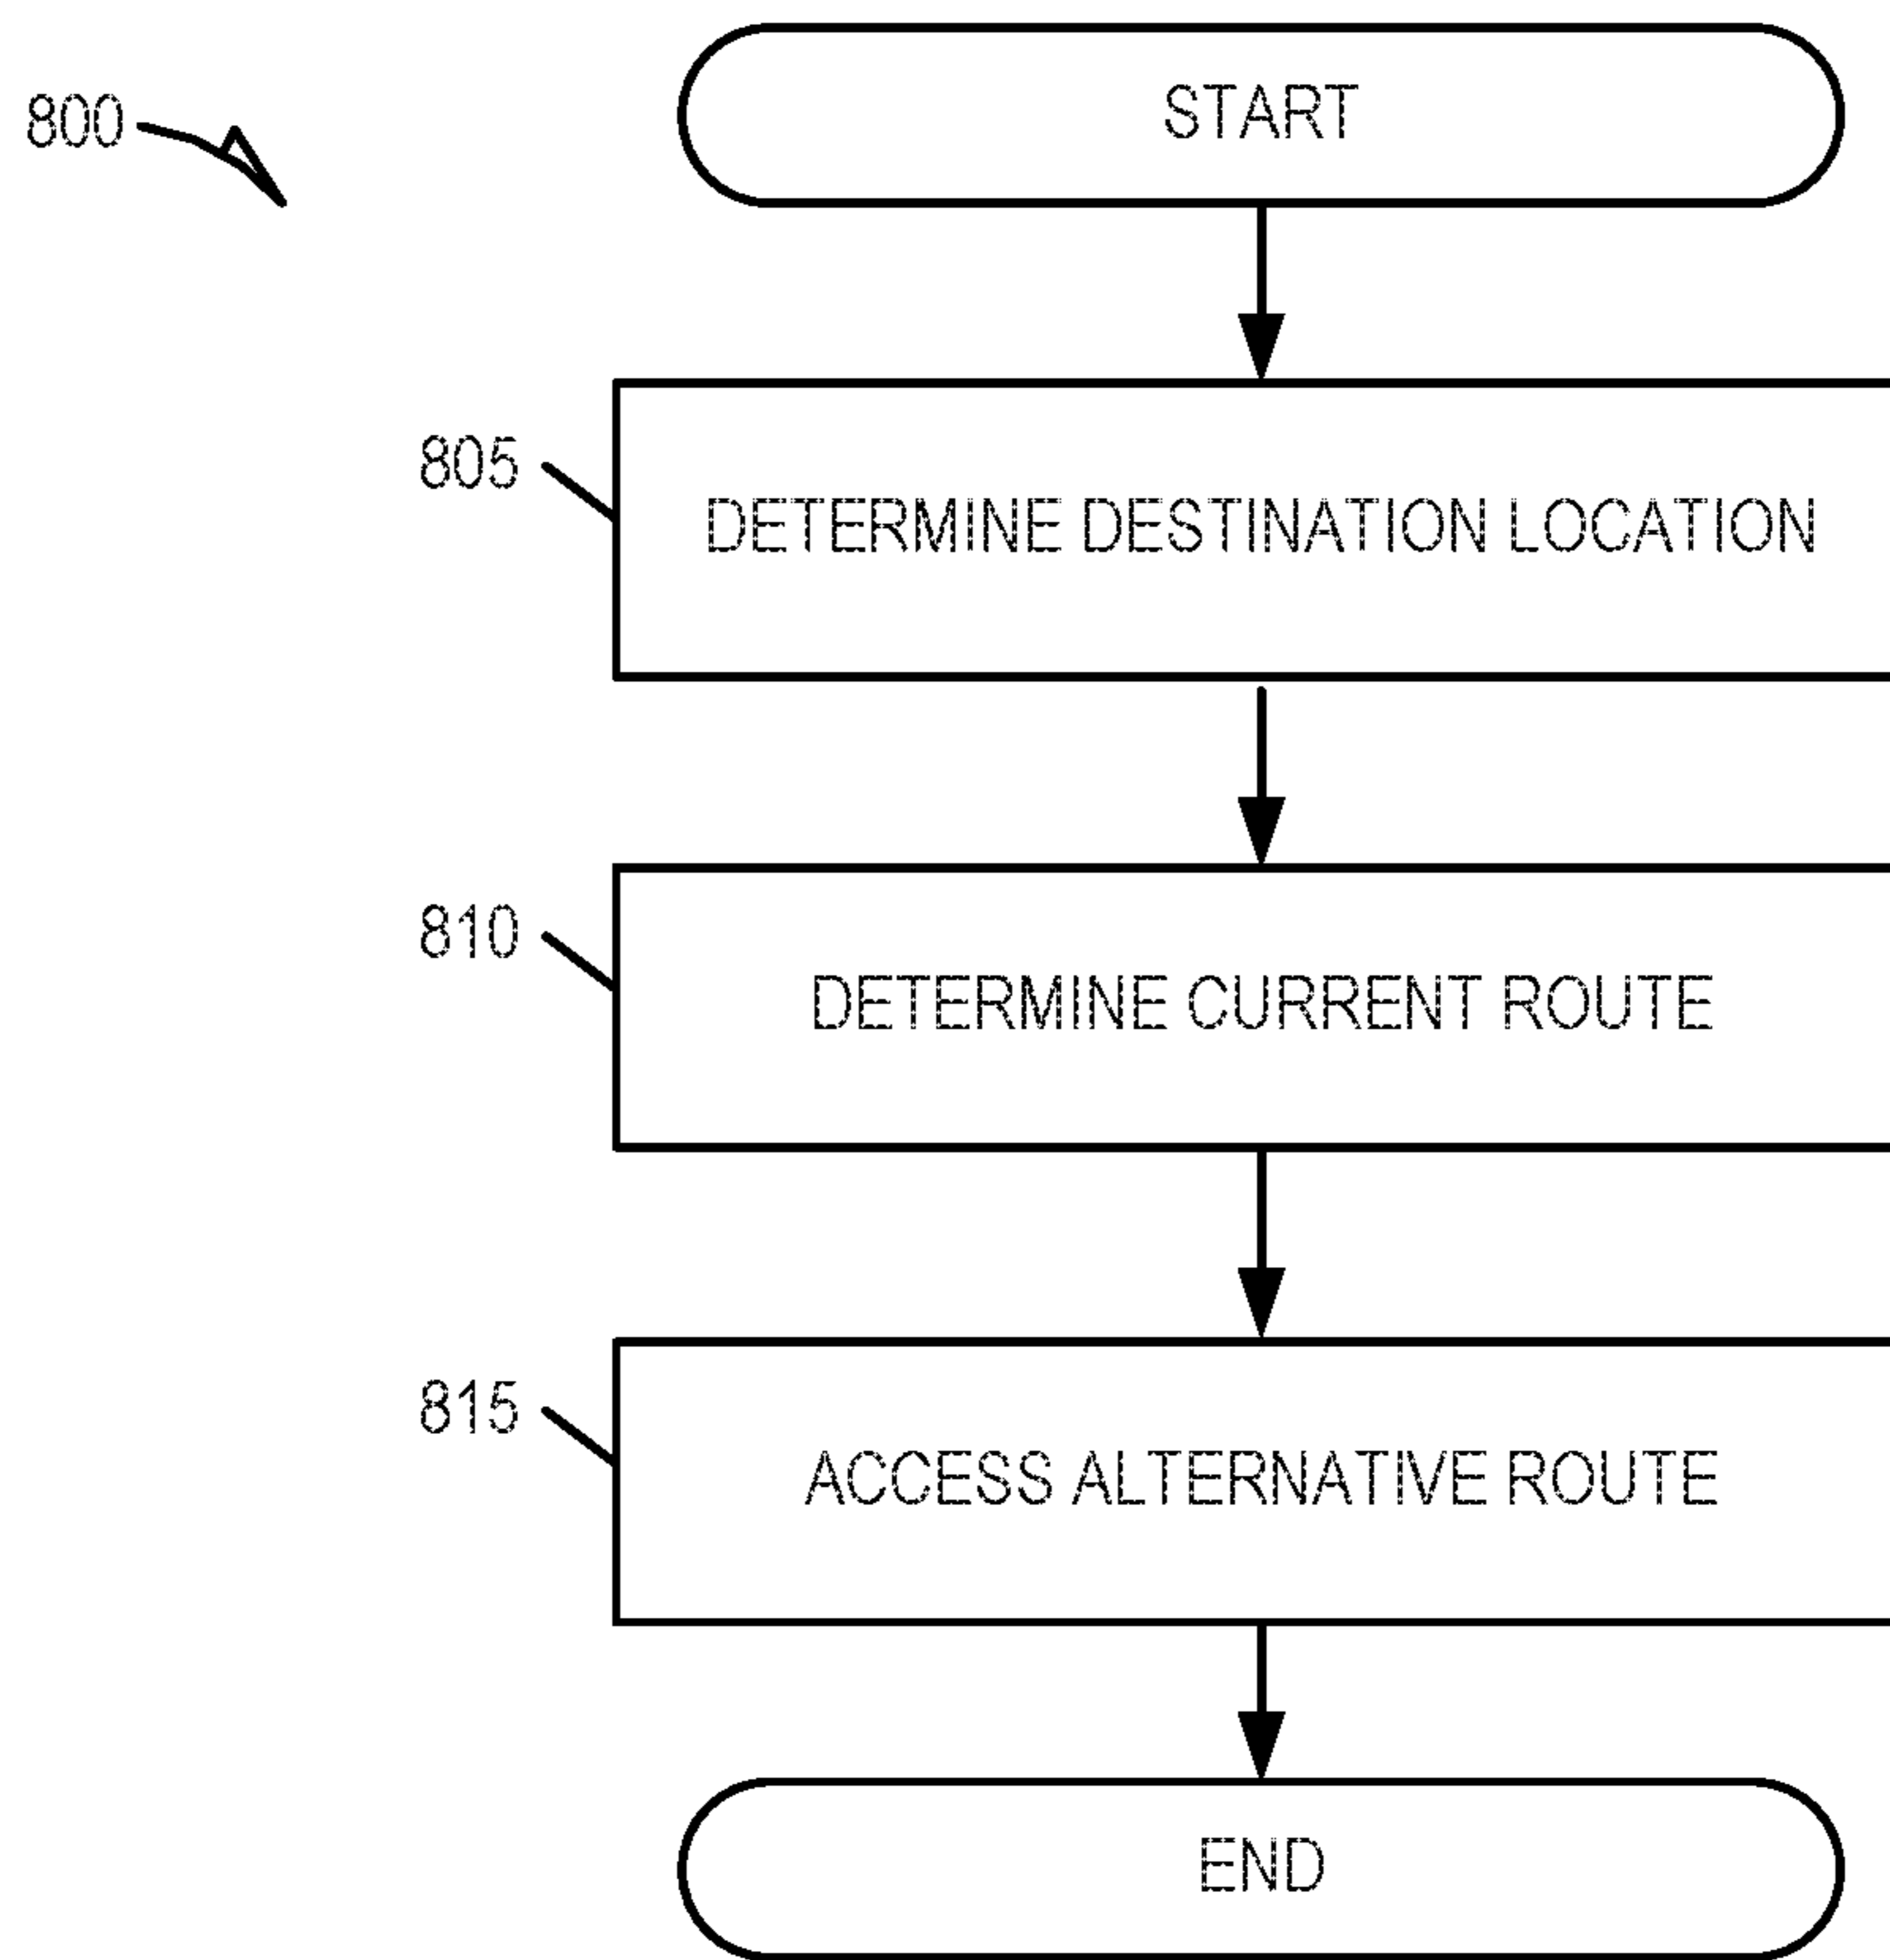 800
START
805
DETERMINE DESTINATION LOCATION
810
DETERMINE CURRENT ROUTE
815
ACCESS ALTERNATIVE ROUTE
END